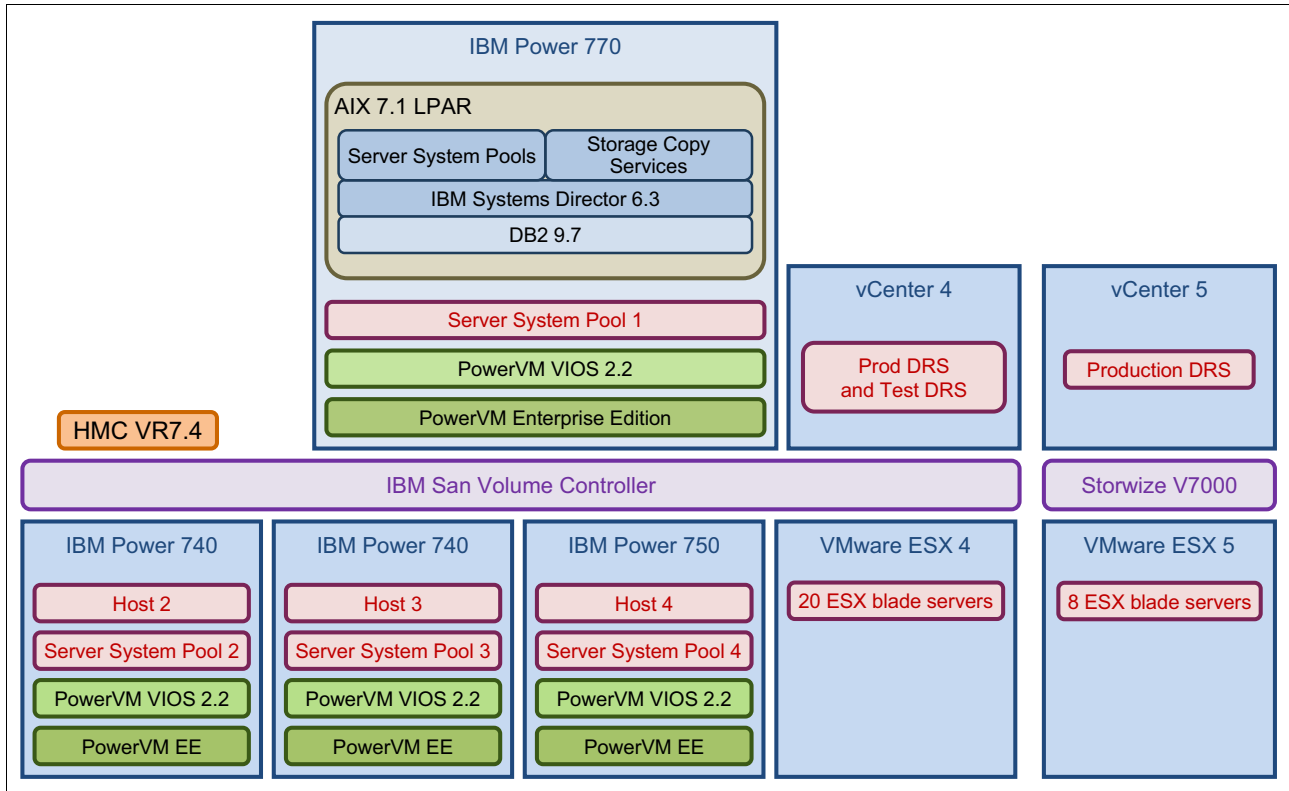 IBM Power 770
AIX 7.1 LPAR
Server System Pools
Storage Copy
Services
IBM Systems Director 6.3
DB2 9.7
Server System Pool 1
PowerVM VIOS 2.2
PowerVM Enterprise Edition
vCenter 4
Prod DRS
and Test DRS
vCenter 5
Production DRS
HMC VR7.4
IBM San Volume Controller
Storwize V7000
IBM Power 740
Host 2
Server System Pool 2
PowerVM VIOS 2.2
PowerVM EE
IBM Power 740
Host 3
Server System Pool 3
PowerVM VIOS 2.2
PowerVM EE
IBM Power 750
Host 4
Server System Pool 4
PowerVM VIOS 2.2
PowerVM EE
VMware ESX 4
20 ESX blade servers
VMware ESX 5
8 ESX blade servers